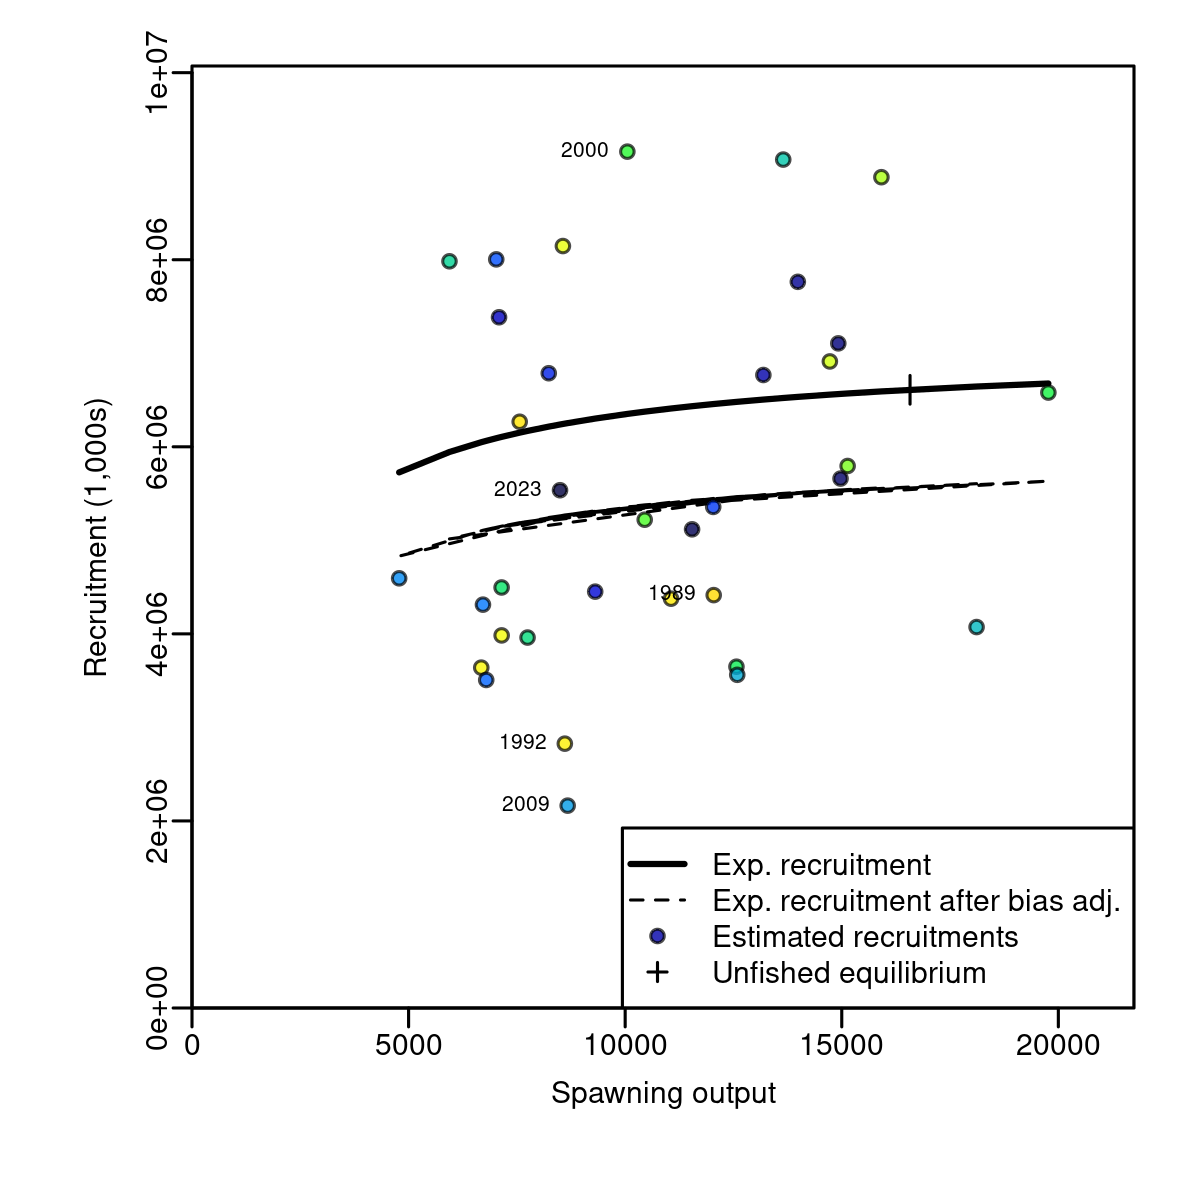 1e+07
8e+06
6e+06
4e+06
2e+06
0e+00
Recruitment (1,000s)
2000
2023
1989
1992
2009
Exp. recruitment
Exp. recruitment after bias adj.
Estimated recruitments
Unfished equilibrium
0 5000 10000 15000 20000
Spawning output